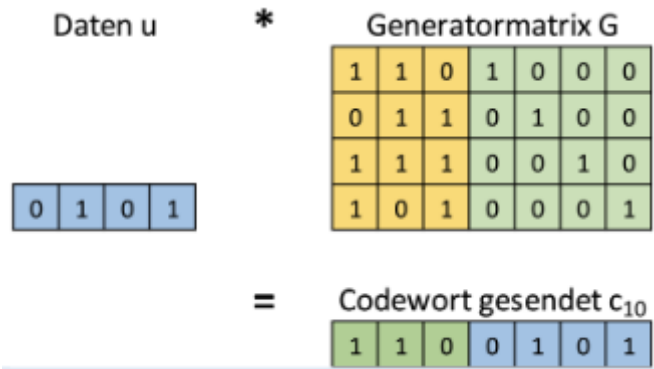 Daten u * Generatormatrix G
1 1 0 1 0 0 0
0 1 1 0 1 0 0
1 1 1 0 0 1 0
0 1 0 1 1 0 1 0 0 0 1
= Codewort gesendet c₁₀
1 1 0 0 1 0 1